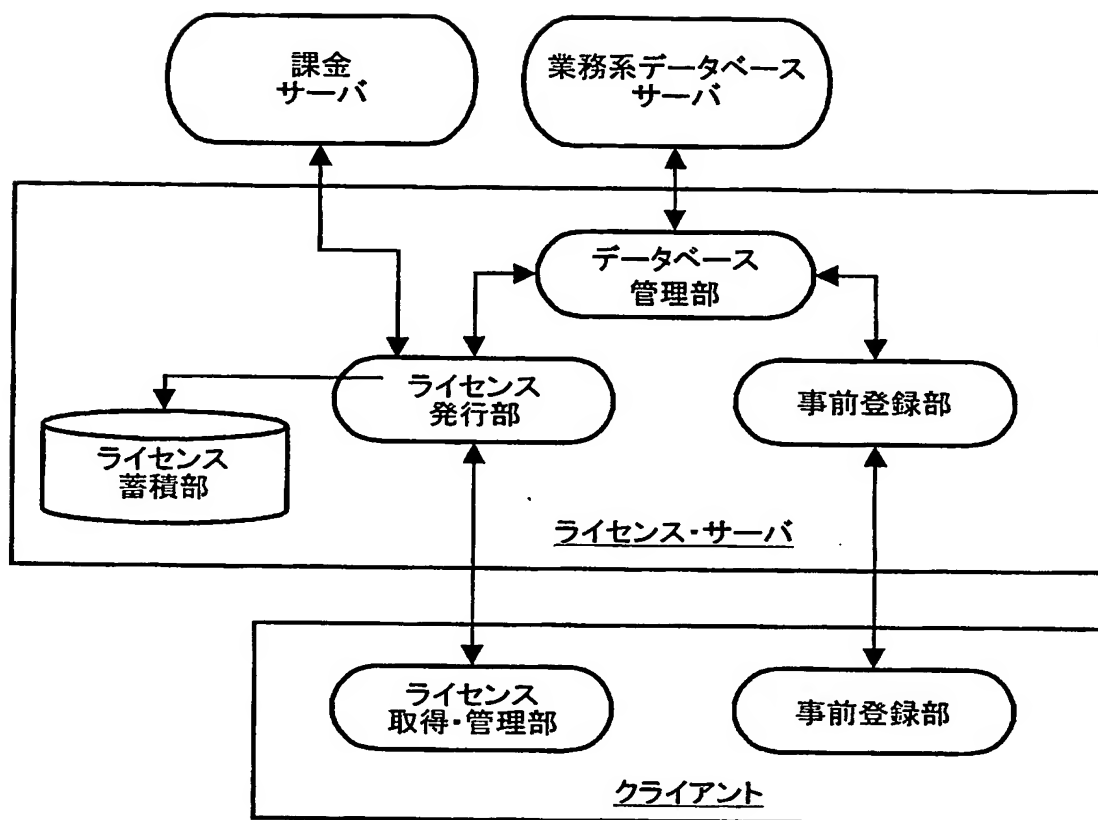 課金
サーバ
業務系データベース
サーバ
データベース
管理部
ライセンス
発行部
事前登録部
ライセンス
蓄積部
ライセンス・サーバ
ライセンス
取得・管理部
事前登録部
クライアント